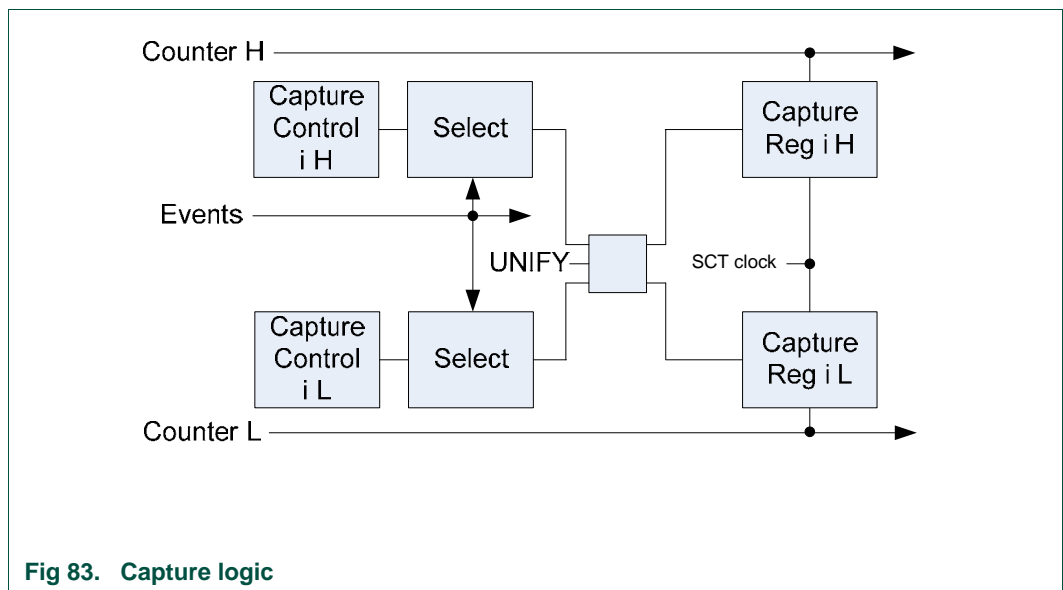 Counter H
Capture
Control
i H
Select
Capture
Reg i H
Events
UNIFY
SCT clock
Capture
Control
i L
Select
Capture
Reg i L
Counter L
Fig 83. Capture logic